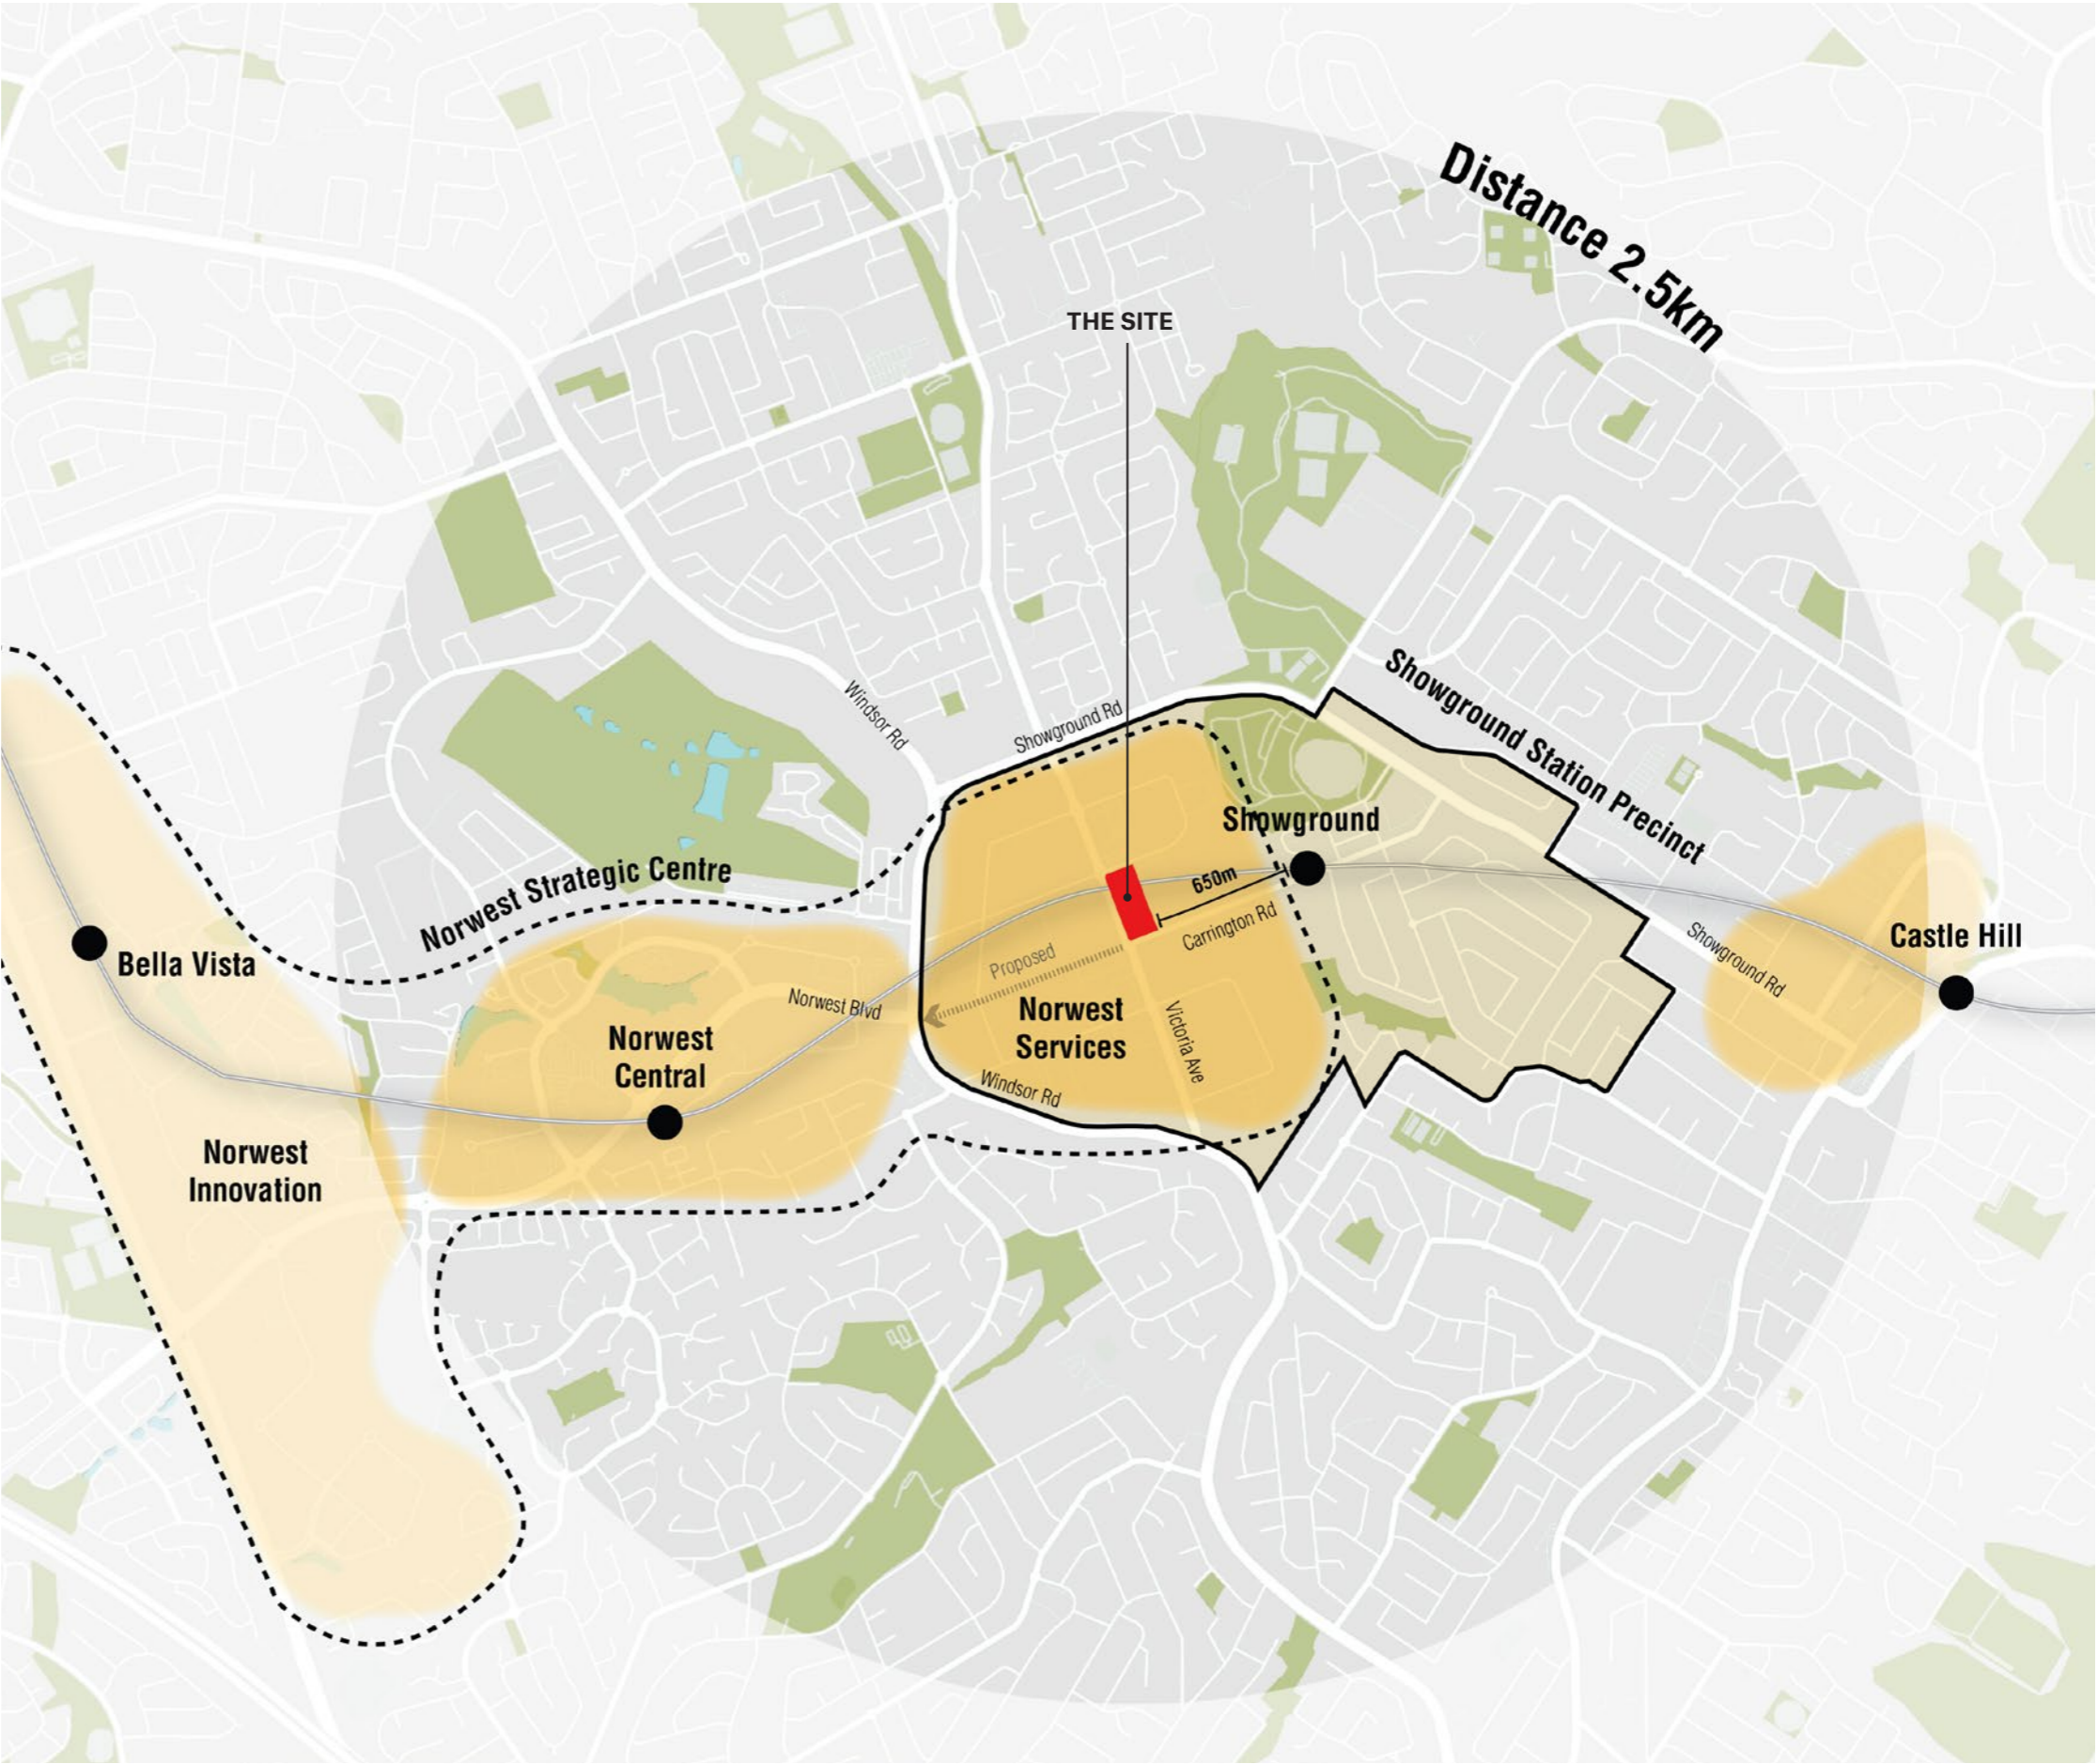 Distance 2.5km
THE SITE
Showground Station Precinct
Windsor Rd
Showground Rd
Showground
Norwest Strategic Centre
650m
Carrington Rd
Castle Hill
Showground Rd
Bella Vista
Proposed
Norwest Blvd
Norwest
Services
Victoria Ave
Norwest
Central
Windsor Rd
Norwest
Innovation